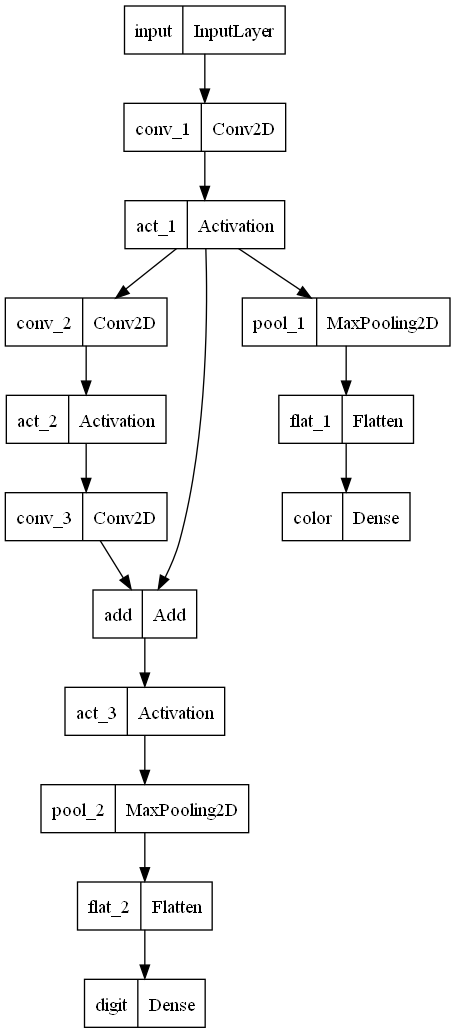 input InputLayer
conv_1 Conv2D
act_1 Activation
conv_2 Conv2D
pool_1 MaxPooling2D
act_2 Activation
flat_1 Flatten
conv_3 Conv2D
color Dense
add Add
act_3 Activation
pool_2 MaxPooling2D
flat_2 Flatten
digit Dense